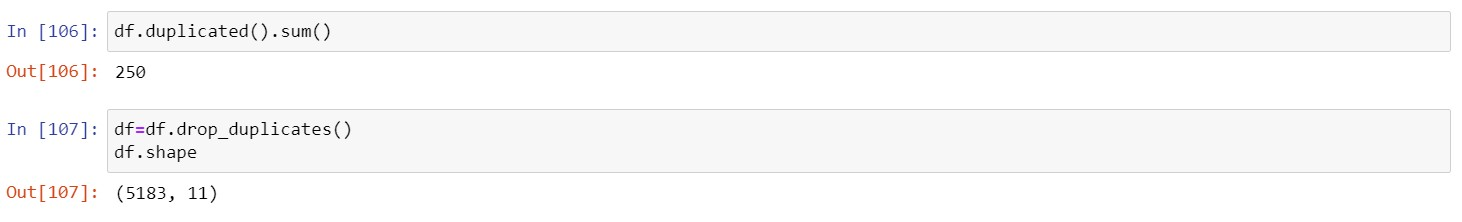 In [106]: df.duplicated().sum()
Out[106]: 250
In [107]: df=df.drop_duplicates()
df.shape
Out[107]: (5183, 11)